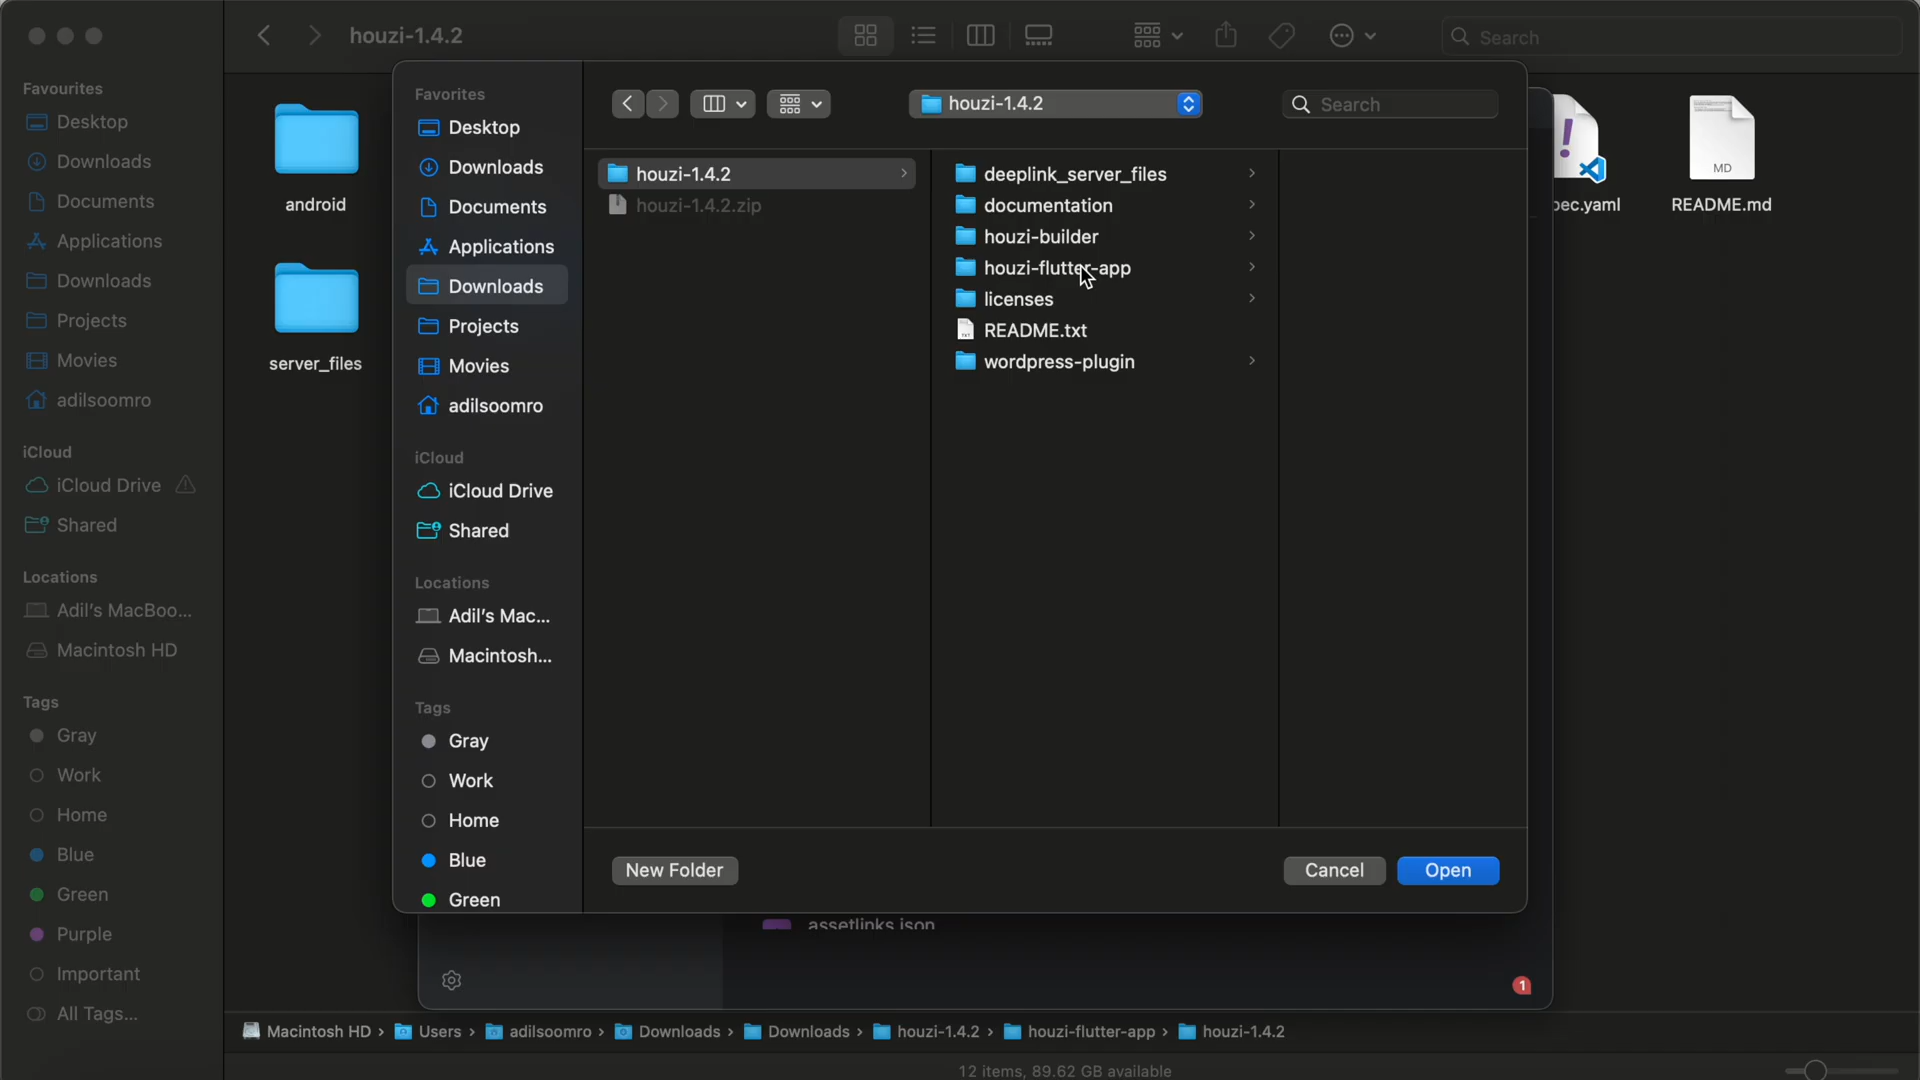 houzi-1.4.2
Search
Favourites
Desktop
Downloads
Documents
Applications
Downloads
Projects
Movies
adilsoomro
iCloud
iCloud Drive
Shared
Locations
Adil's MacBoo...
Macintosh HD
Tags
Gray
Work
Home
Blue
Green
Purple
Important
All Tags...
android
server_files
Favorites
Desktop
Downloads
Documents
Applications
Downloads
Projects
Movies
adilsoomro
iCloud
iCloud Drive
Shared
Locations
Adil's Mac...
Macintosh...
Tags
Gray
Work
Home
Blue
Green
houzi-1.4.2
Search
houzi-1.4.2
houzi-1.4.2.zip
deeplink_server_files
documentation
houzi-builder
houzi-flutter-app
licenses
README.txt
wordpress-plugin
New Folder
Cancel
Open
pec.yaml
MD
README.md
assetlinks.json
1
Macintosh HD › Users › adilsoomro › Downloads › Downloads › houzi-1.4.2 › houzi-flutter-app › houzi-1.4.2
12 items, 89.62 GB available